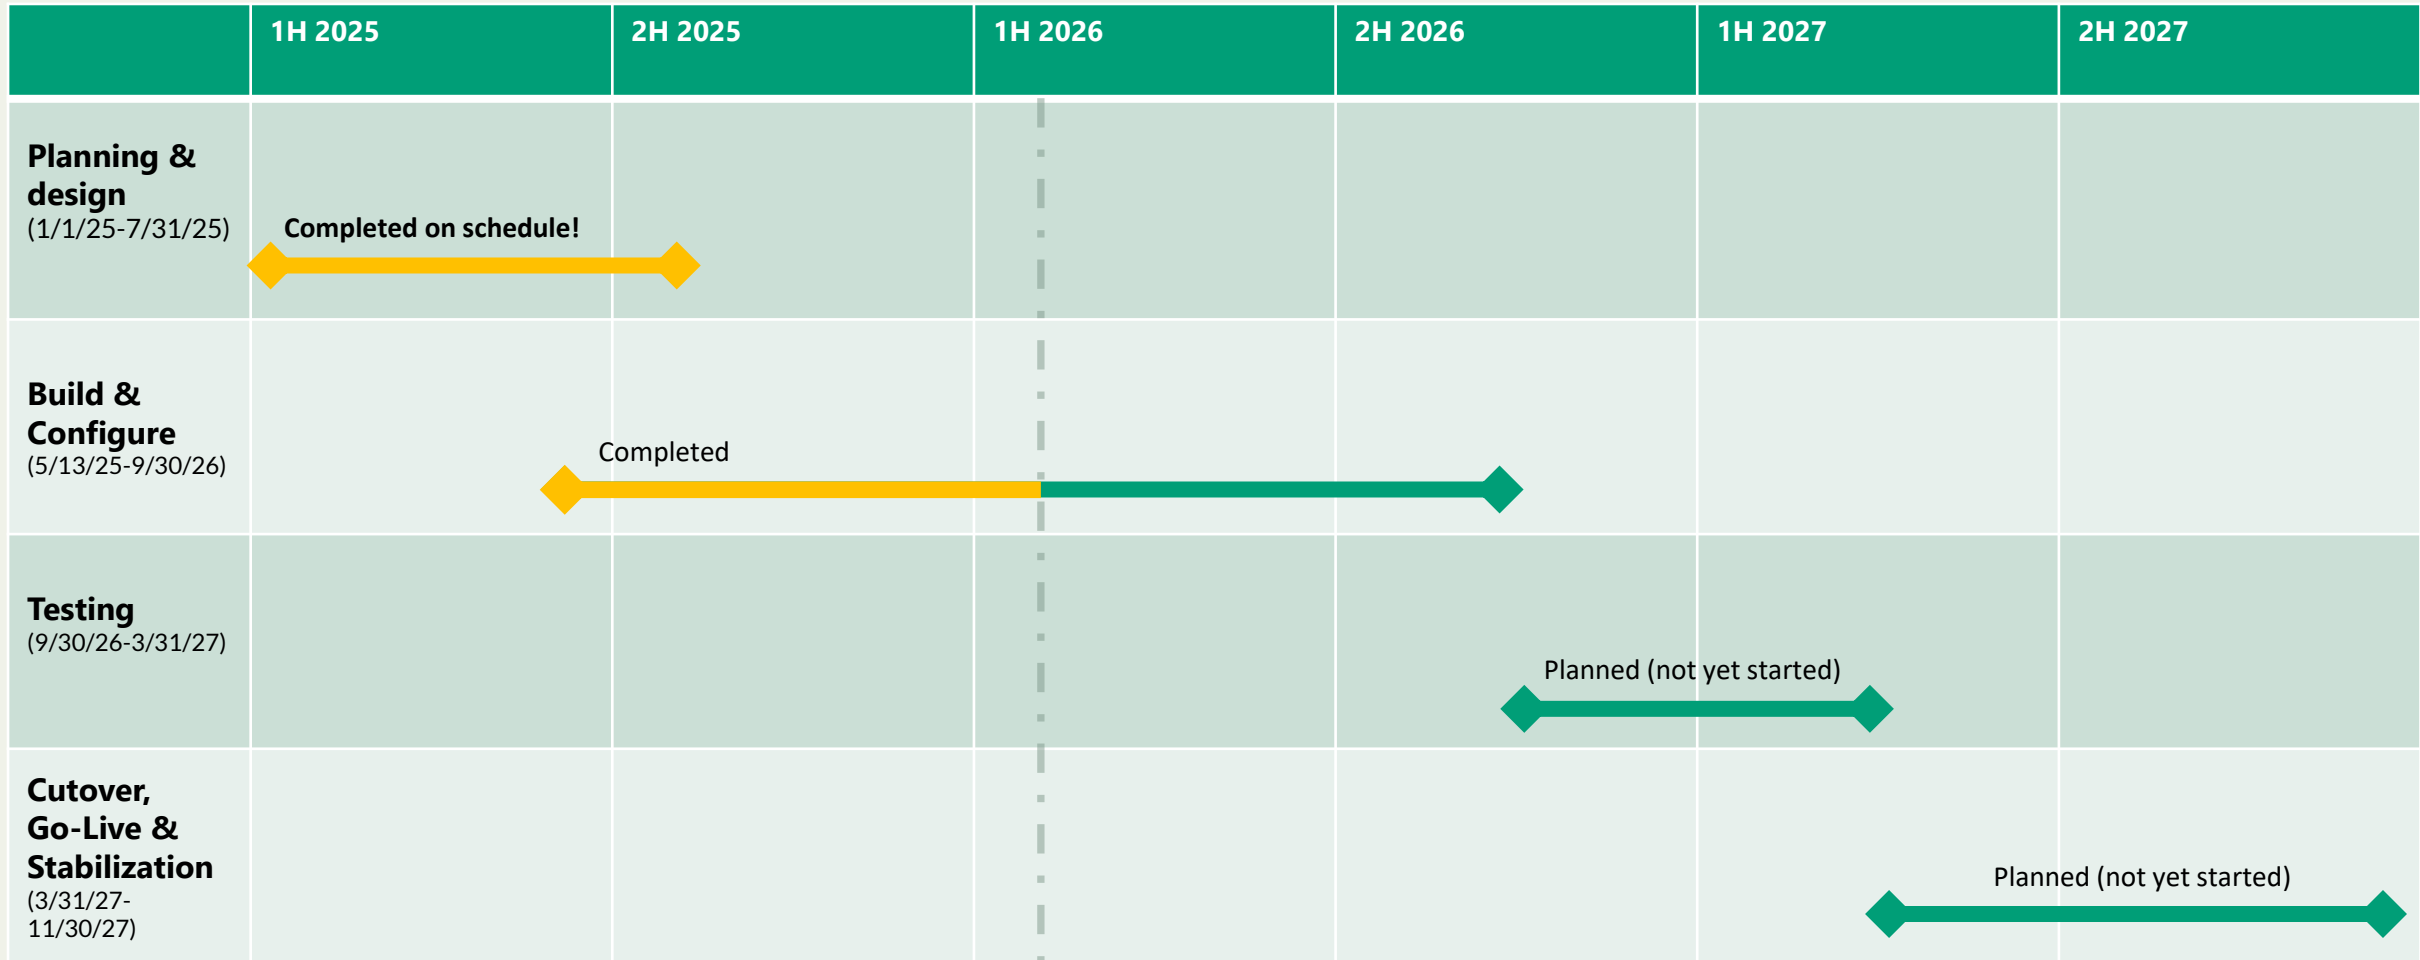 1H 2025
2H 2025
1H 2026
2H 2026
1H 2027
2H 2027
Planning &
design
(1/1/25-7/31/25)
Completed on schedule!
Build &
Configure
(5/13/25-9/30/26)
Completed
Testing
(9/30/26-3/31/27)
Planned (not yet started)
Cutover,
Go-Live &
Stabilization
(3/31/27-
11/30/27)
Planned (not yet started)